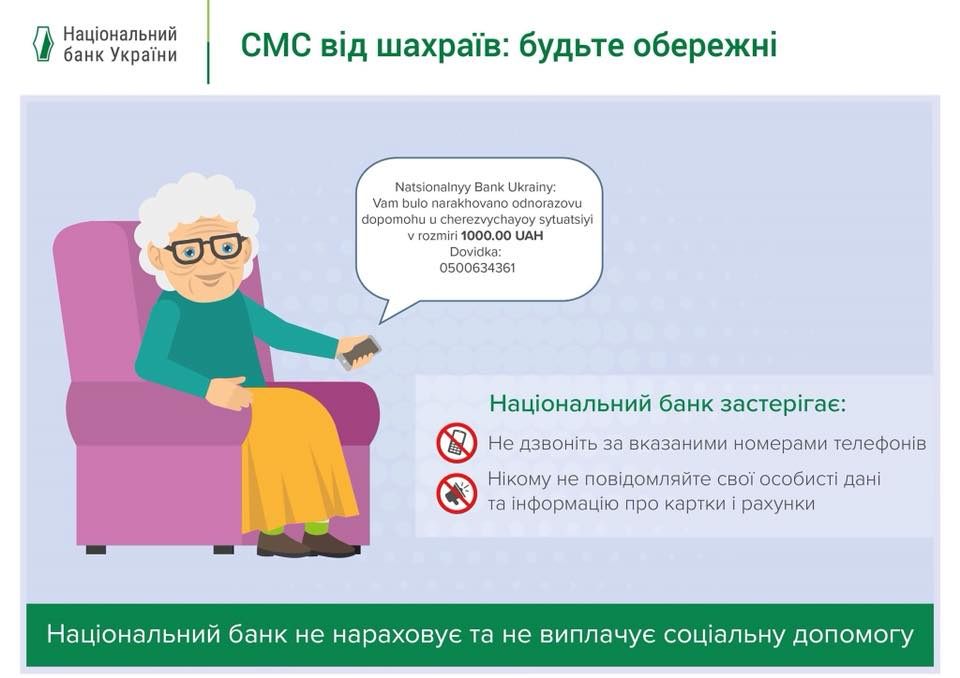 Національний
банк України
СМС від шахраїв: будьте обережні
Natsionalnyy Bank Ukrainy:
Vam bulo narakhovano odnorazovu
dopomohu u cherezvychayoy sytuatsiyi
v rozmiri 1000.00 UAH
Dovidka:
0500634361
Національний банк застерігає:
Не дзвоніть за вказаними номерами телефонів
Нікому не повідомляйте свої особисті дані
та інформацію про картки і рахунки
Національний банк не нараховує та не виплачує соціальну допомогу